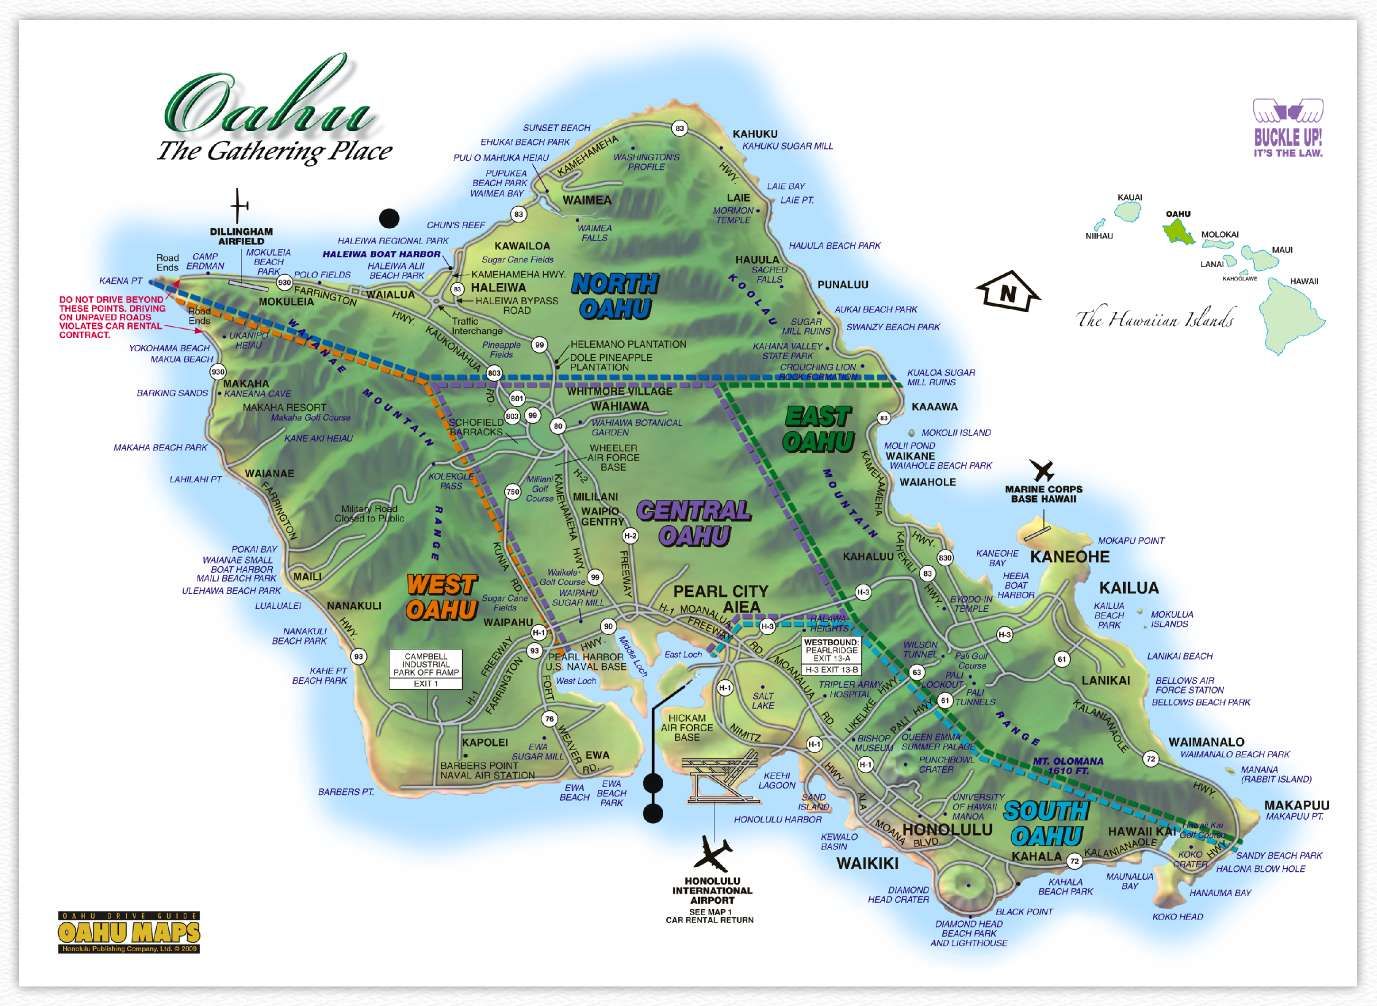 Oahu
The Gathering Place
BUCKLE UP!
IT'S THE LAW.
KAUAI
NIIHAU
OAHU
MOLOKAI
LANAI
MAUI
KAHOOLAWE
HAWAII
The Hawaiian Islands
N
DILLINGHAM
AIRFIELD
Road
Ends
CAMP
ERDMAN
MOKULEIA
BEACH
PARK
POLO FIELDS
KAENA PT
DO NOT DRIVE BEYOND
THESE POINTS. DRIVING
ON UNPAVED ROADS
VIOLATES CAR RENTAL
CONTRACT.
Road
Ends
930
MOKULEIA
FARRINGTON
HWY.
WAIALUA
UKANIPO
HEIAU
YOKOHAMA BEACH
MAKUA BEACH
930
BARKING SANDS
MAKAHA
KANEANA CAVE
MAKAHA RESORT
Makaha Golf Course
KANE AKI HEIAU
MAKAHA BEACH PARK
LAHILAHI PT
WAIANAE
FARRINGTON
HWY.
WAIANAE
MOUNTAIN
RANGE
KOLEKOLE
PASS
Military Road
Closed to Public
POKAI BAY
WAIANAE SMALL
BOAT HARBOR
MAILI BEACH PARK
ULEHAWA BEACH PARK
LUALUALEI
MAILI
NANAKULI
NANAKULI
BEACH PARK
KAHE PT
BEACH PARK
93
WEST
OAHU
CAMPBELL
INDUSTRIAL
PARK OFF RAMP
EXIT 1
H-1 FREEWAY
FARRINGTON
KAPOLEI
BARBERS POINT
NAVAL AIR STATION
BARBERS PT.
SUNSET BEACH
EHUKAI BEACH PARK
PUU O MAHUKA HEIAU
PUPUKEA
BEACH PARK
WAIMEA BAY
CHUN'S REEF
HALEIWA REGIONAL PARK
HALEIWA BOAT HARBOR
HALEIWA ALII
BEACH PARK
KAMEHAMEHA
HWY.
83
KAHUKU
KAHUKU SUGAR MILL
WASHINGTON'S
PROFILE
WAIMEA
83
WAIMEA
FALLS
KAWAILOA
Sugar Cane Fields
KAMEHAMEHA HWY.
83
HALEIWA
HALEIWA BYPASS
ROAD
Traffic
Interchange
KAUKONAHUA
RD
NORTH
OAHU
LAIE BAY
LAIE PT.
LAIE
MORMON
TEMPLE
HAUULA BEACH PARK
HAUULA
SACRED
FALLS
KOOLAU
MOUNTAIN
RANGE
PUNALUU
AUKAI BEACH PARK
SUGAR
MILL RUINS
SWANZY BEACH PARK
KAHANA VALLEY
STATE PARK
CROUCHING LION
ROCK FORMATION
KUALOA SUGAR
MILL RUINS
Pineapple
Fields
99
HELEMANO PLANTATION
DOLE PINEAPPLE
PLANTATION
803
801
803
99
80
WHITMORE VILLAGE
WAHIAWA
WAHIAWA BOTANICAL
GARDEN
SCHOFIELD
BARRACKS
WHEELER
AIR FORCE
BASE
H-2
750
Mililani
Golf
Course
KAMEHAMEHA
HWY
MILILANI
WAIPIO
GENTRY
H-2
FREEWAY
CENTRAL
OAHU
KUNIA
RD
Sugar Cane
Fields
Waikele
Golf Course
99
WAIPAHU
SUGAR MILL
WAIPAHU
H-1
93
90
HWY.
PEARL HARBOR
U.S. NAVAL BASE
West Loch
Middle Loch
East Loch
FORT
WEAVER
RD.
76
EWA
SUGAR MILL
EWA
EWA
BEACH
EWA
BEACH
PARK
PEARL CITY
AIEA
H-1
MOANALUA
FREEWAY
H-3
HALAWA
HEIGHTS
WESTBOUND:
PEARLRIDGE
EXIT 13-A
H-3 EXIT 13-B
RD
MOANALUA
RD.
H-1
SALT
LAKE
TRIPLER ARMY
HOSPITAL
HICKAM
AIR FORCE
BASE
NIMITZ
HWY.
KEEHI
LAGOON
SAND
ISLAND
HONOLULU HARBOR
H-1
BISHOP
MUSEUM
H-1
QUEEN EMMA
SUMMER PALACE
PUNCHBOWL
CRATER
LIKELIKE HWY
PALI HWY
63
61
WILSON
TUNNEL
PALI
LOOKOUT
Pali Golf
Course
PALI
TUNNELS
EAST
OAHU
KAAAWA
83
MOKOLII ISLAND
MOLII POND
WAIKANE
WAIAHOLE BEACH PARK
WAIAHOLE
KAMEHAMEHA
HWY.
KAHALUU
KAHEKILI
HWY
830
83
H-3
BYODO-IN
TEMPLE
KANEOHE
BAY
HEEIA
BOAT
HARBOR
MARINE CORPS
BASE HAWAII
MOKAPU POINT
KANEOHE
KAILUA
KAILUA
BEACH
PARK
MOKULUA
ISLANDS
H-3
61
LANIKAI BEACH
LANIKAI
BELLOWS AIR
FORCE STATION
BELLOWS BEACH PARK
KALANIANAOLE
HWY.
72
WAIMANALO
WAIMANALO BEACH PARK
MANANA
(RABBIT ISLAND)
MAKAPUU
MAKAPUU PT.
MT. OLOMANA
1610 FT.
SOUTH
OAHU
UNIVERSITY
OF HAWAII
MANOA
ALA
MOANA
BLVD.
HONOLULU
KEWALO
BASIN
WAIKIKI
DIAMOND
HEAD CRATER
DIAMOND HEAD
BEACH PARK
AND LIGHTHOUSE
BLACK POINT
KAHALA
72
KAHALA
BEACH PARK
KALANIANAOLE
HWY
HAWAII KAI
Hawaii Kai
Golf Course
MAUNALUA
BAY
KOKO
CRATER
SANDY BEACH PARK
HALONA BLOW HOLE
HANAUMA BAY
KOKO HEAD
HONOLULU
INTERNATIONAL
AIRPORT
SEE MAP 1
CAR RENTAL RETURN
OAHU DRIVE GUIDE
OAHU MAPS
Honolulu Publishing Company, Ltd. © 2009